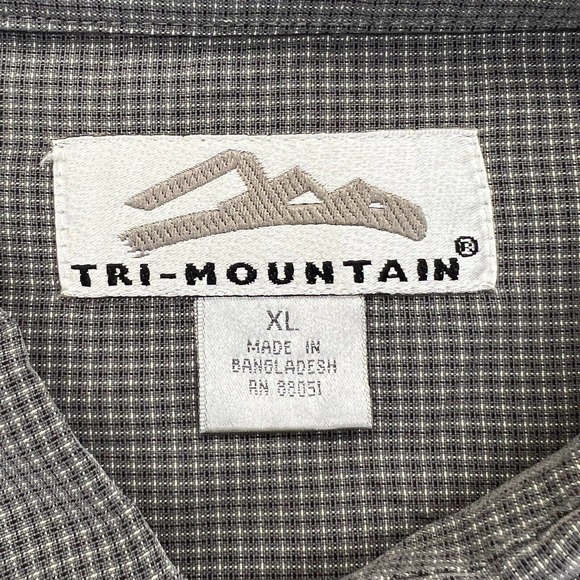 TRI-MOUNTAIN®
XL
MADE IN
BANGLADESH
RN 88051